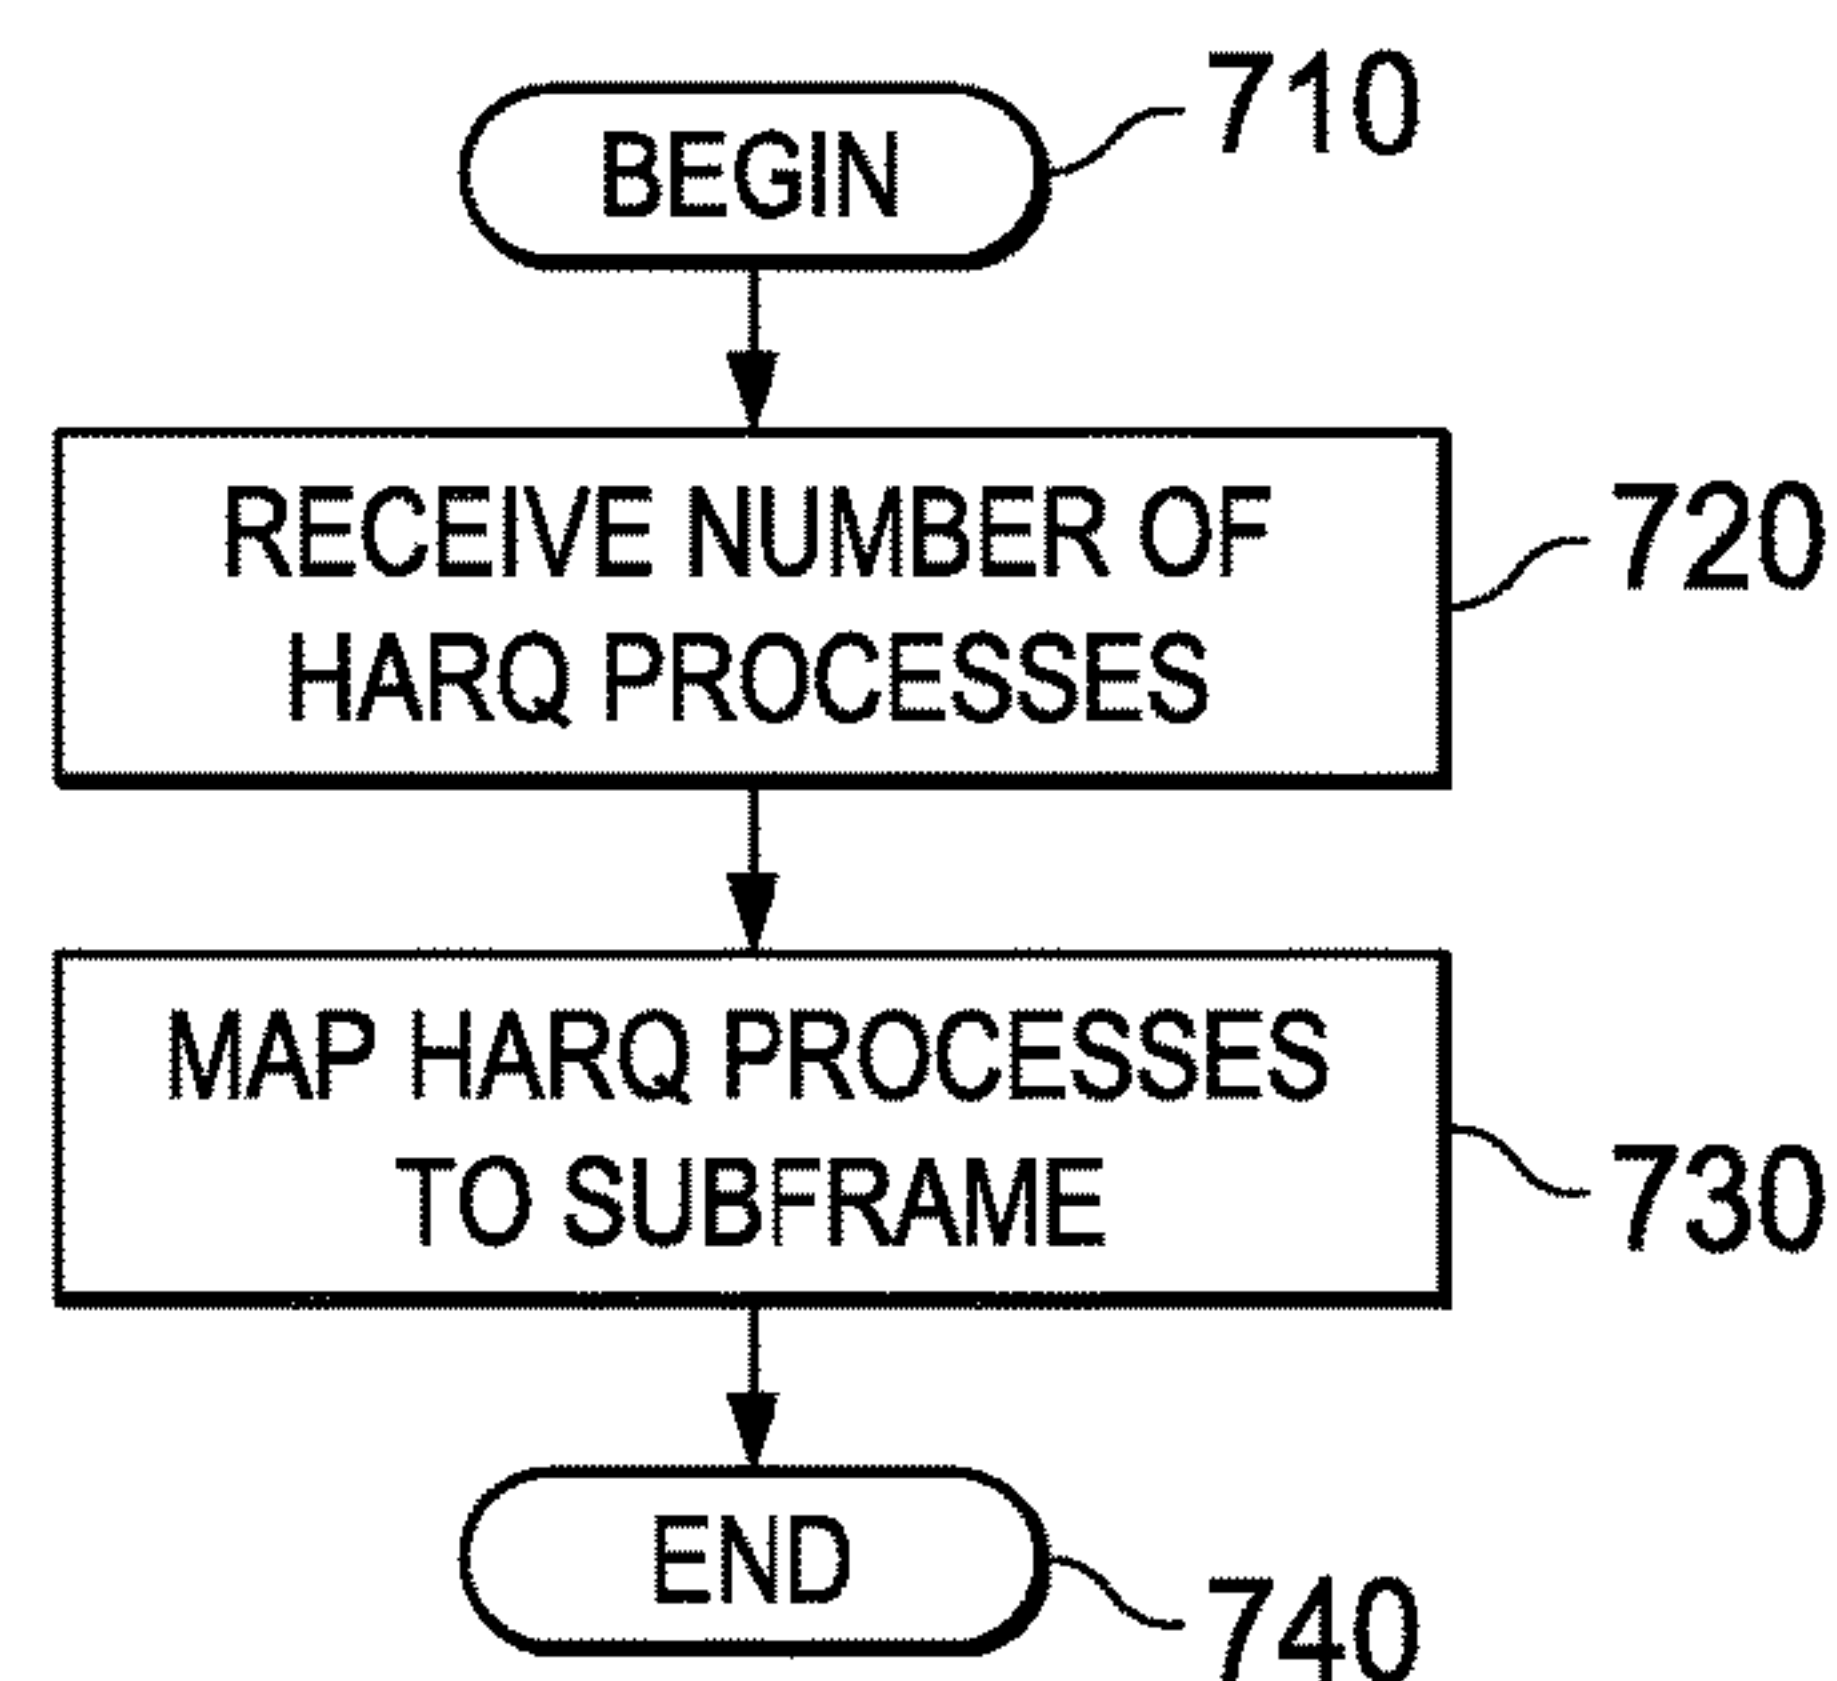 BEGIN
710
RECEIVE NUMBER OF
HARQ PROCESSES
720
MAP HARQ PROCESSES
TO SUBFRAME
730
END
740